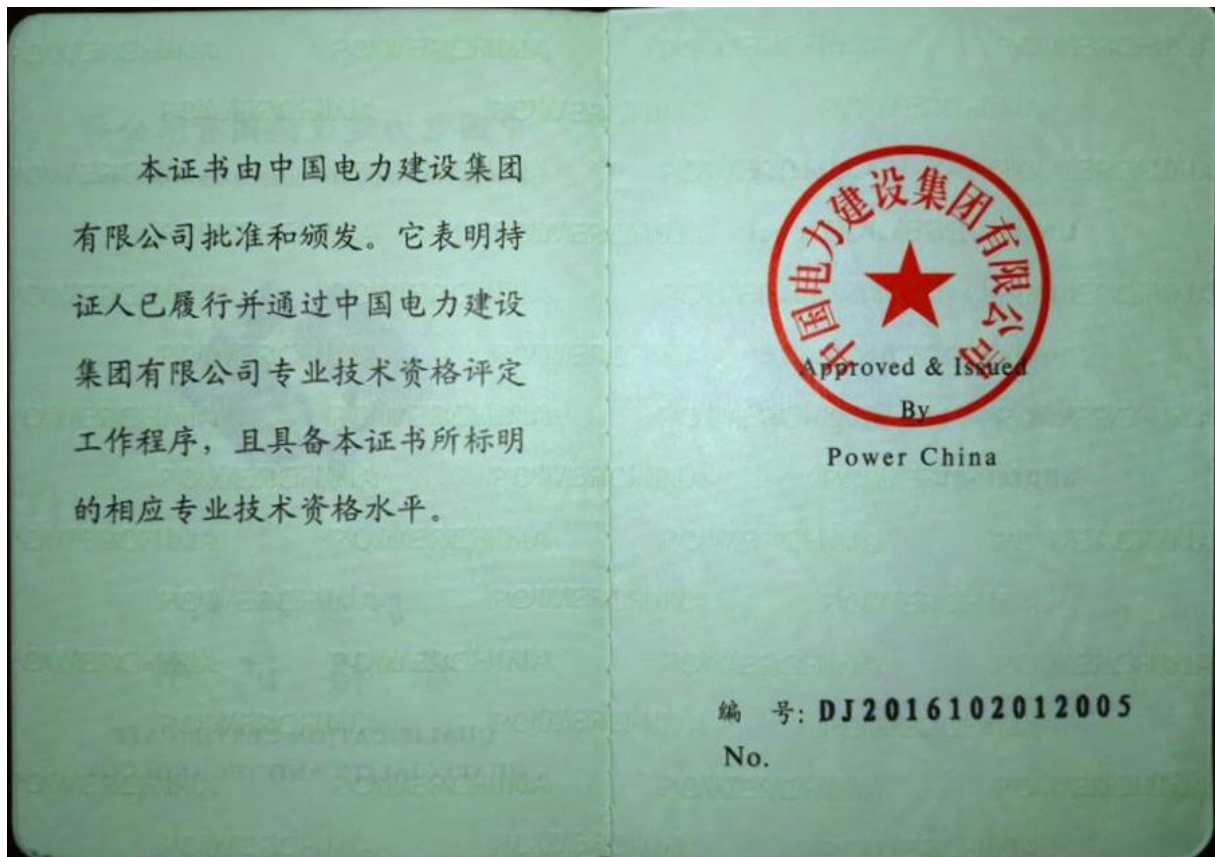 本证书由中国电力建设集团
有限公司批准和颁发。它表明持
证人已履行并通过中国电力建设
集团有限公司专业技术资格评定
工作程序，且具备本证书所标明
的相应专业技术资格水平。
中国电力建设集团有限公司
Approved & Issued
By
Power China
编 号: DJ2016102012005
No.